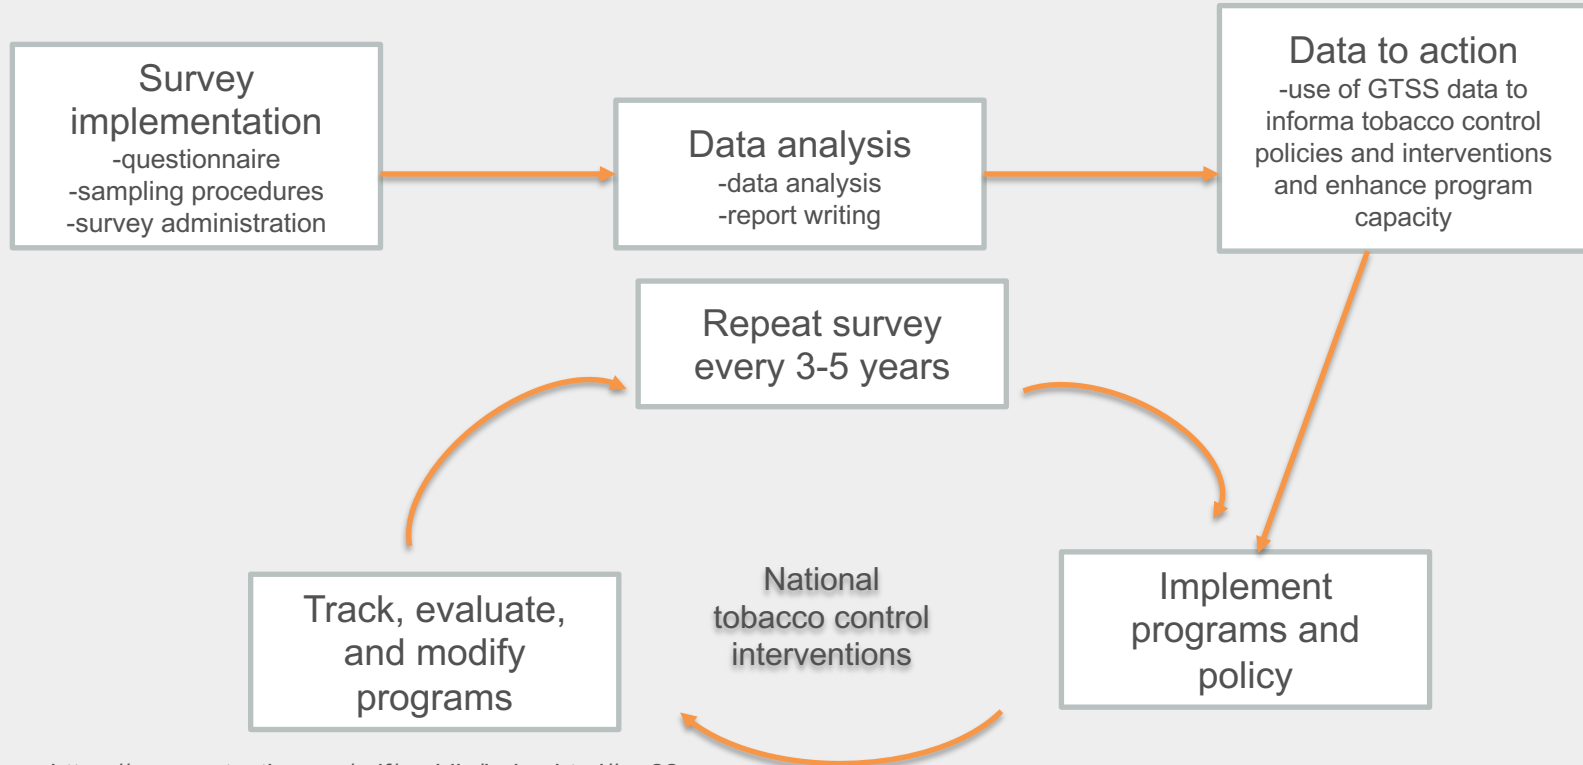 Survey
implementation
-questionnaire
-sampling procedures
-survey administration
Data analysis
-data analysis
-report writing
Data to action
-use of GTSS data to
informa tobacco control
policies and interventions
and enhance program
capacity
Repeat survey
every 3-5 years
Track, evaluate,
and modify
programs
National
tobacco control
interventions
Implement
programs and
policy